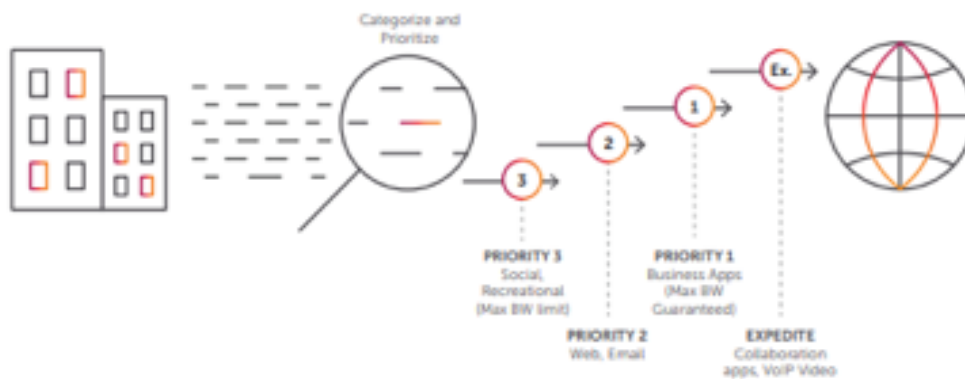 Categorize and
Prioritize
Ex.
1
2
3
PRIORITY 3
Social,
Recreational
(Max BW limit)
PRIORITY 2
Web, Email
PRIORITY 1
Business Apps
(Max BW
Guaranteed)
EXPEDITE
Collaboration
apps, VoIP Video